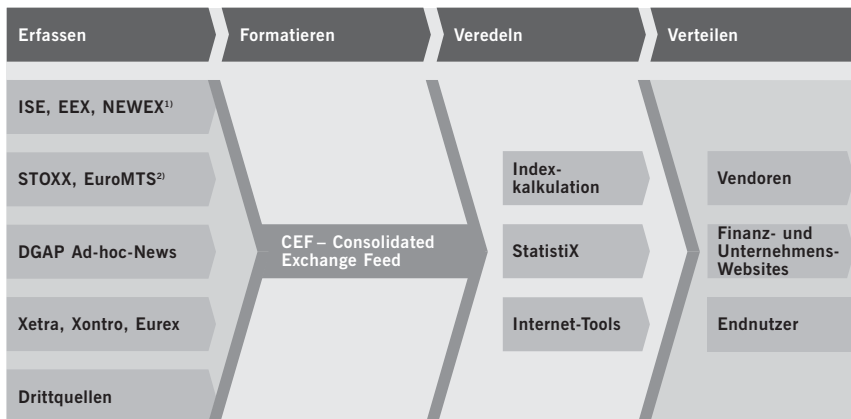 Erfassen
Formatieren
Veredeln
Verteilen
ISE, EEX, NEWEX¹⁾
STOXX, EuroMTS²⁾
DGAP Ad-hoc-News
Xetra, Xontro, Eurex
Drittquellen
CEF – Consolidated
Exchange Feed
Index-
kalkulation
StatistiX
Internet-Tools
Vendoren
Finanz- und
Unternehmens-
Websites
Endnutzer